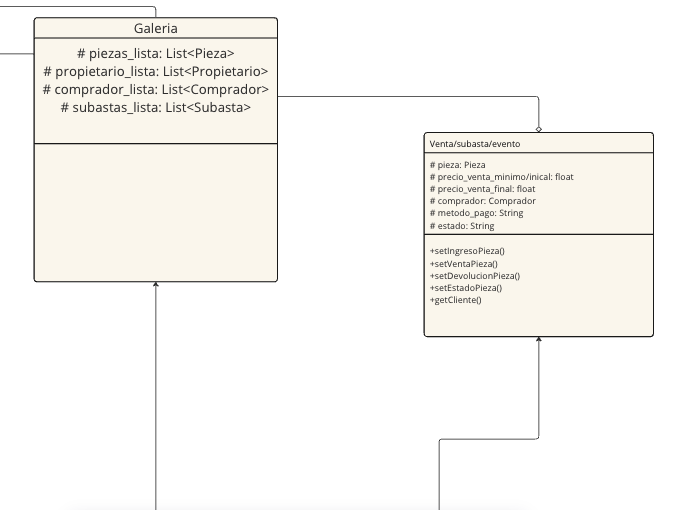 Galeria
# piezas_lista: List<Pieza>
# propietario_lista: List<Propietario>
# comprador_lista: List<Comprador>
# subastas_lista: List<Subasta>
Venta/subasta/evento
# pieza: Pieza
# precio_venta_minimo/inical: float
# precio_venta_final: float
# comprador: Comprador
# metodo_pago: String
# estado: String
+setIngresoPieza()
+setVentaPieza()
+setDevolucionPieza()
+setEstadoPieza()
+getCliente()